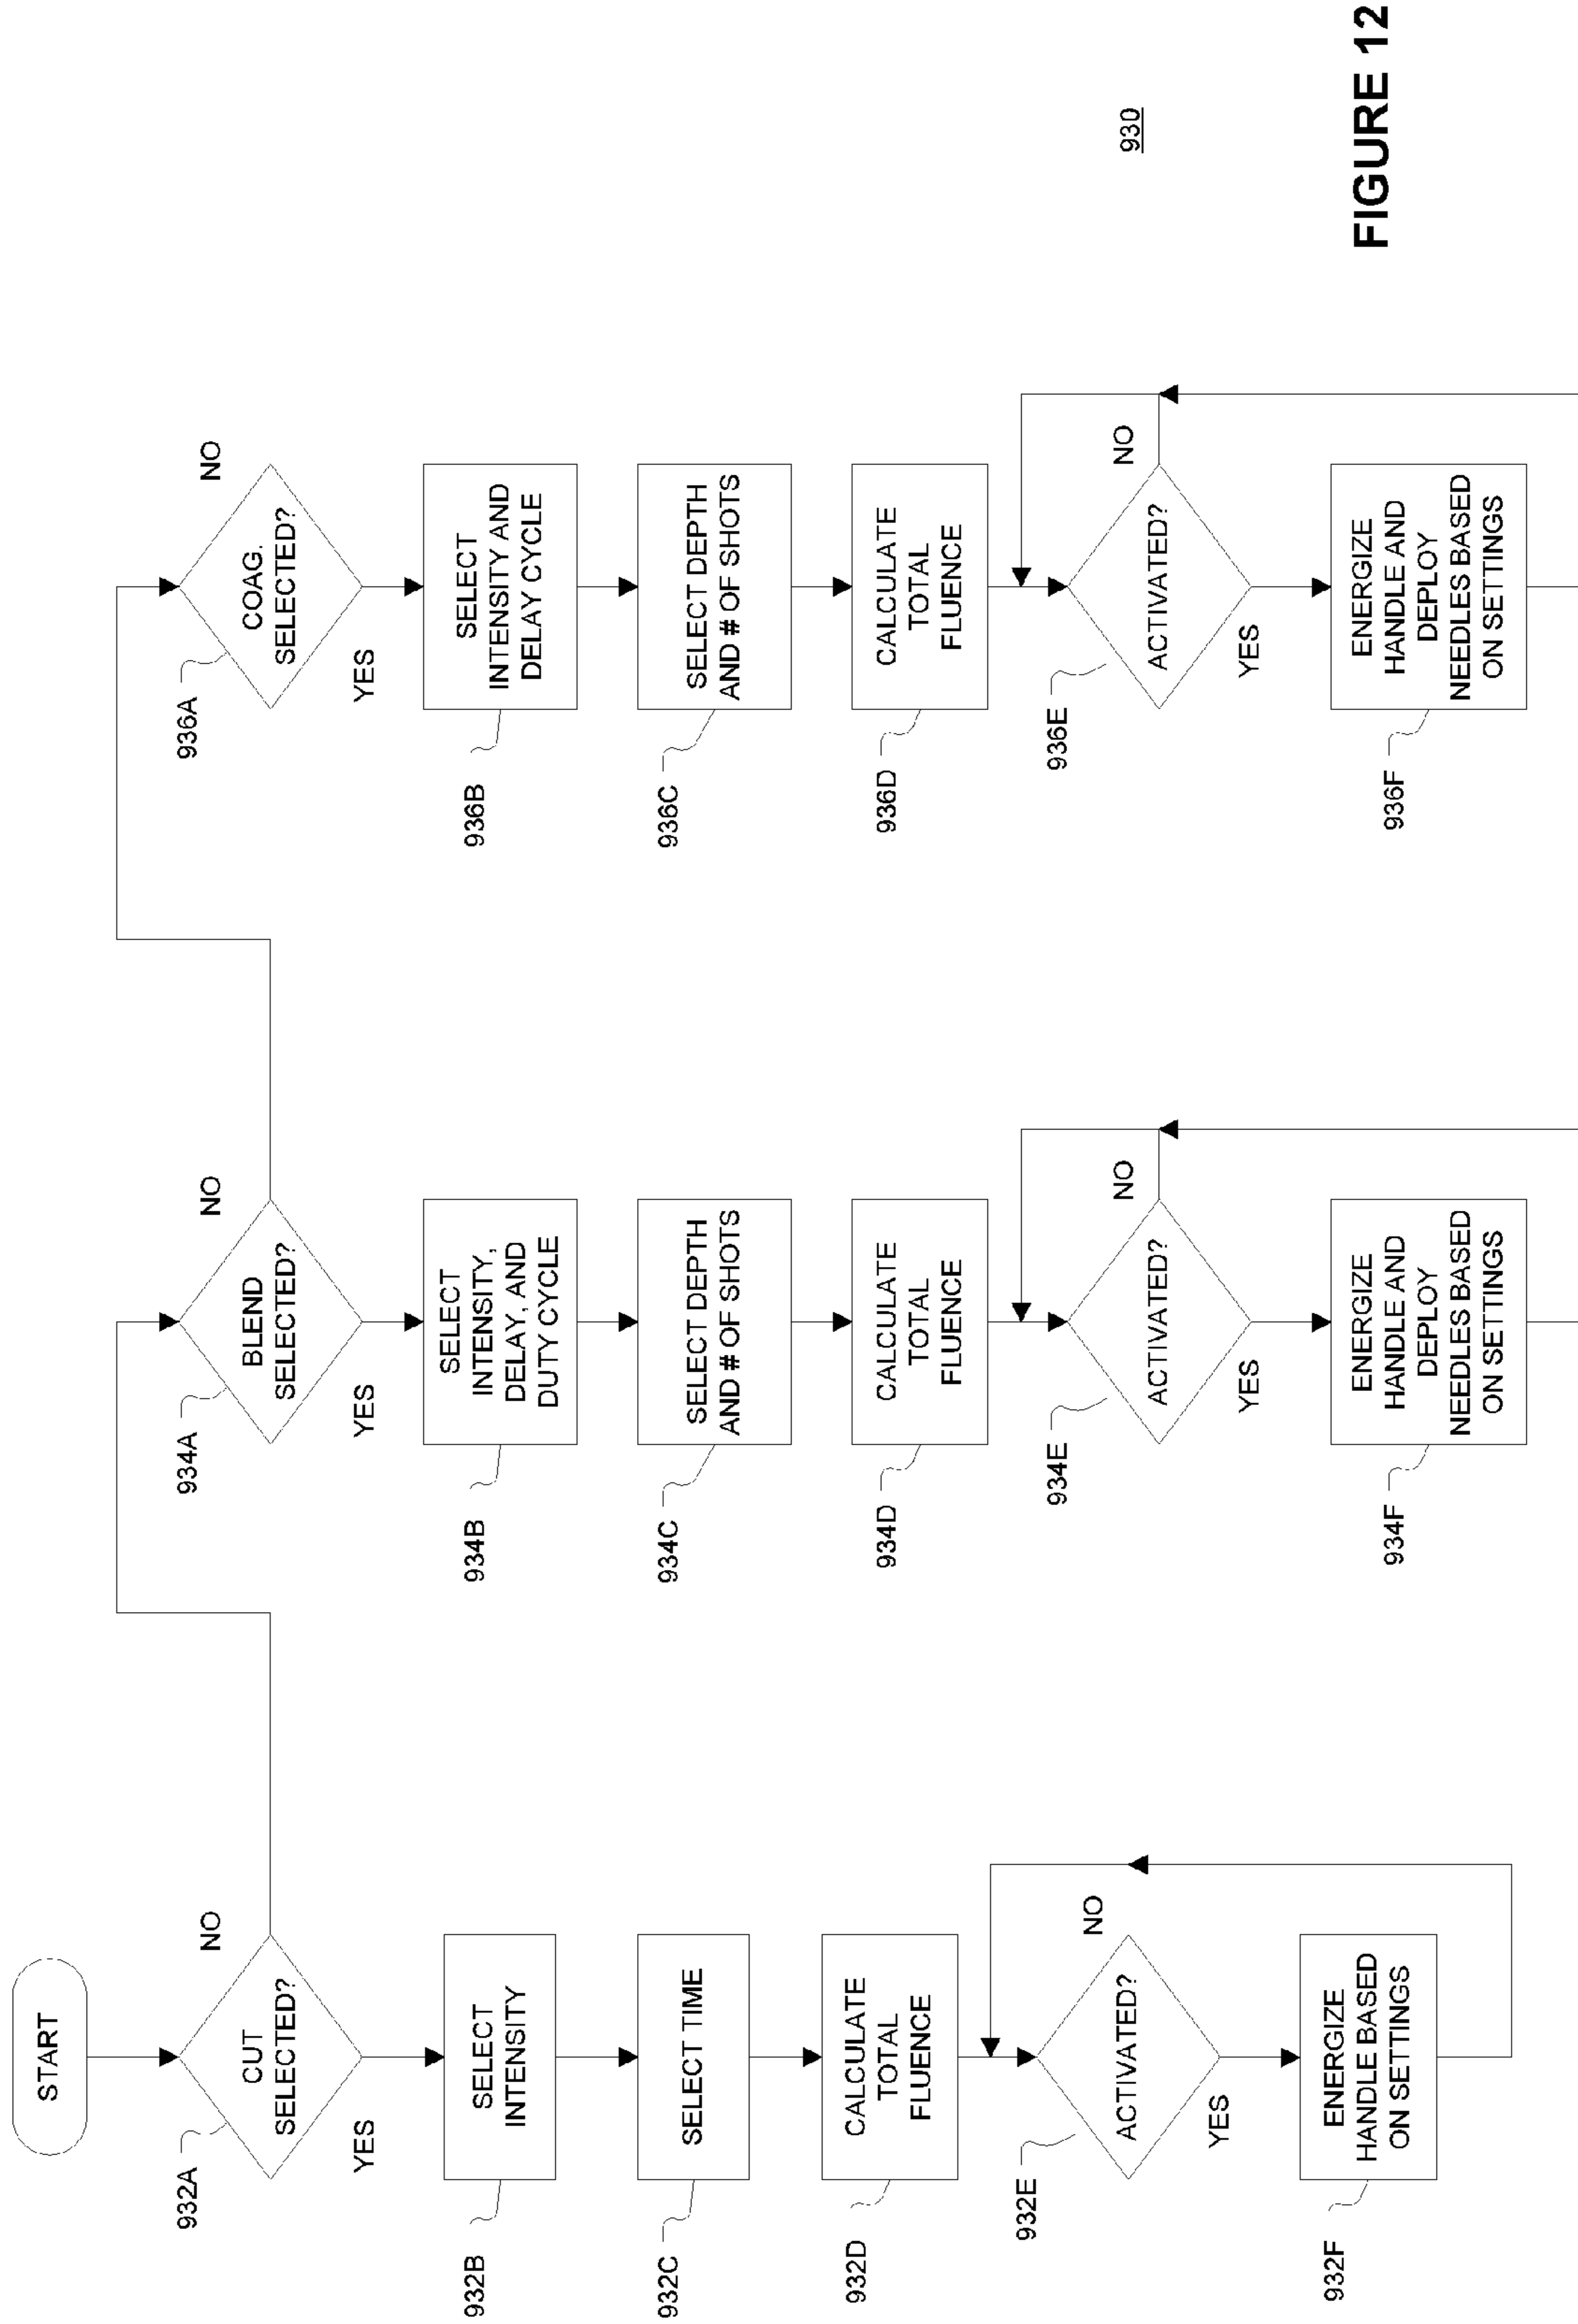 START
932A
CUT
SELECTED?
NO
YES
932B
SELECT
INTENSITY
932C
SELECT TIME
932D
CALCULATE
TOTAL
FLUENCE
932E
ACTIVATED?
NO
YES
932F
ENERGIZE
HANDLE BASED
ON SETTINGS
934A
BLEND
SELECTED?
NO
YES
934B
SELECT
INTENSITY,
DELAY, AND
DUTY CYCLE
934C
SELECT DEPTH
AND # OF SHOTS
934D
CALCULATE
TOTAL
FLUENCE
934E
ACTIVATED?
NO
YES
934F
ENERGIZE
HANDLE AND
DEPLOY
NEEDLES BASED
ON SETTINGS
936A
COAG.
SELECTED?
NO
YES
936B
SELECT
INTENSITY AND
DELAY CYCLE
936C
SELECT DEPTH
AND # OF SHOTS
936D
CALCULATE
TOTAL
FLUENCE
936E
ACTIVATED?
NO
YES
936F
ENERGIZE
HANDLE AND
DEPLOY
NEEDLES BASED
ON SETTINGS
930
FIGURE 12